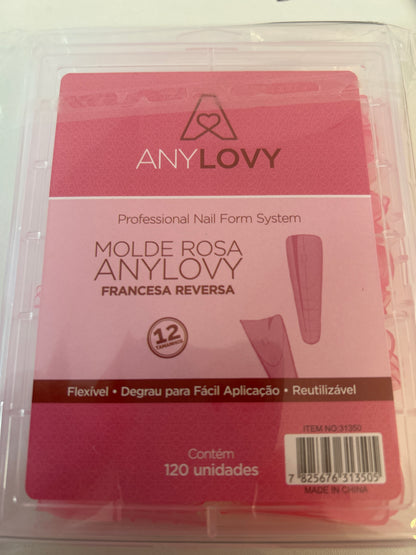 ANYLOVY
Professional Nail Form System
MOLDE ROSA
ANYLOVY
FRANCESA REVERSA
12
TAMANHOS
Flexível • Degrau para Fácil Aplicação • Reutilizável
ITEM NO:31350
Contém
120 unidades
7 825676 313505
MADE IN CHINA